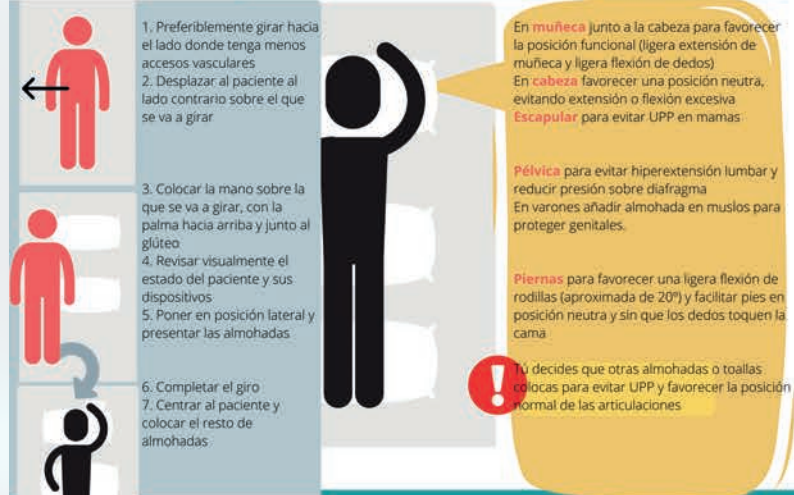 1. Preferiblemente girar hacia
el lado donde tenga menos
accesos vasculares
2. Desplazar al paciente al
lado contrario sobre el que
se va a girar
3. Colocar la mano sobre la
que se va a girar, con la
palma hacia arriba y junto al
glúteo
4. Revisar visualmente el
estado del paciente y sus
dispositivos
5. Poner en posición lateral y
presentar las almohadas
6. Completar el giro
7. Centrar al paciente y
colocar el resto de
almohadas
En muñeca junto a la cabeza para favorecer
la posición funcional (ligera extensión de
muñeca y ligera flexión de dedos)
En cabeza favorecer una posición neutra,
evitando extensión o flexión excesiva
Escapular para evitar UPP en mamas
Pélvica para evitar hiperextensión lumbar y
reducir presión sobre diafragma
En varones añadir almohada en muslos para
proteger genitales.
Piernas para favorecer una ligera flexión de
rodillas (aproximada de 20º) y facilitar pies en
posición neutra y sin que los dedos toquen la
cama
!
Tú decides que otras almohadas o toallas
colocas para evitar UPP y favorecer la posición
normal de las articulaciones